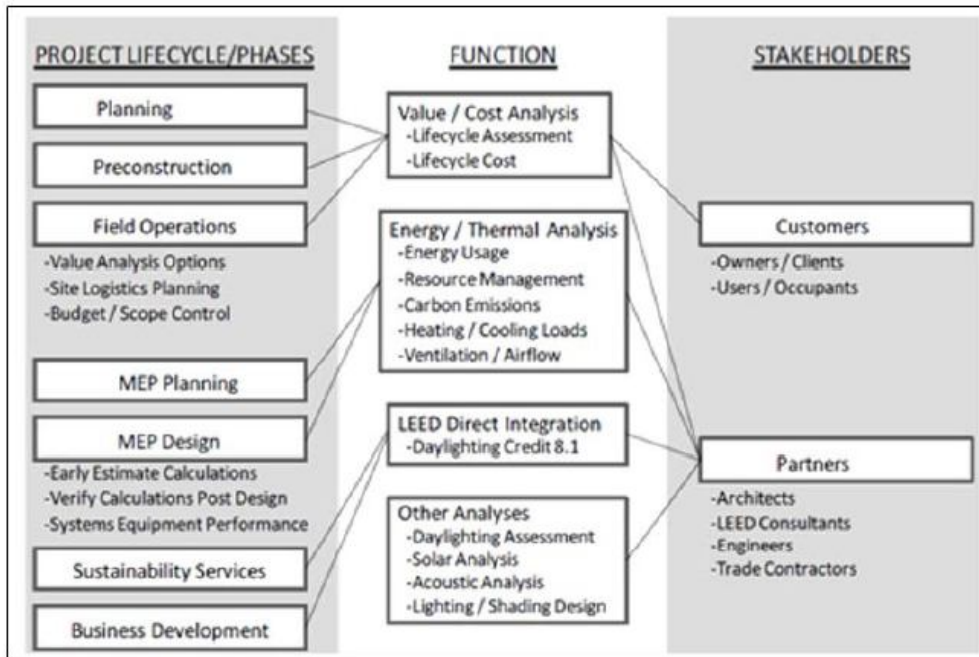 PROJECT LIFECYCLE/PHASES
Planning
Preconstruction
Field Operations
-Value Analysis Options
-Site Logistics Planning
-Budget / Scope Control
MEP Planning
MEP Design
-Early Estimate Calculations
-Verify Calculations Post Design
-Systems Equipment Performance
Sustainability Services
Business Development
FUNCTION
Value / Cost Analysis
-Lifecycle Assessment
-Lifecycle Cost
Energy / Thermal Analysis
-Energy Usage
-Resource Management
-Carbon Emissions
-Heating / Cooling Loads
-Ventilation / Airflow
LEED Direct Integration
-Daylighting Credit 8.1
Other Analyses
-Daylighting Assessment
-Solar Analysis
-Acoustic Analysis
-Lighting / Shading Design
STAKEHOLDERS
Customers
-Owners / Clients
-Users / Occupants
Partners
-Architects
-LEED Consultants
-Engineers
-Trade Contractors